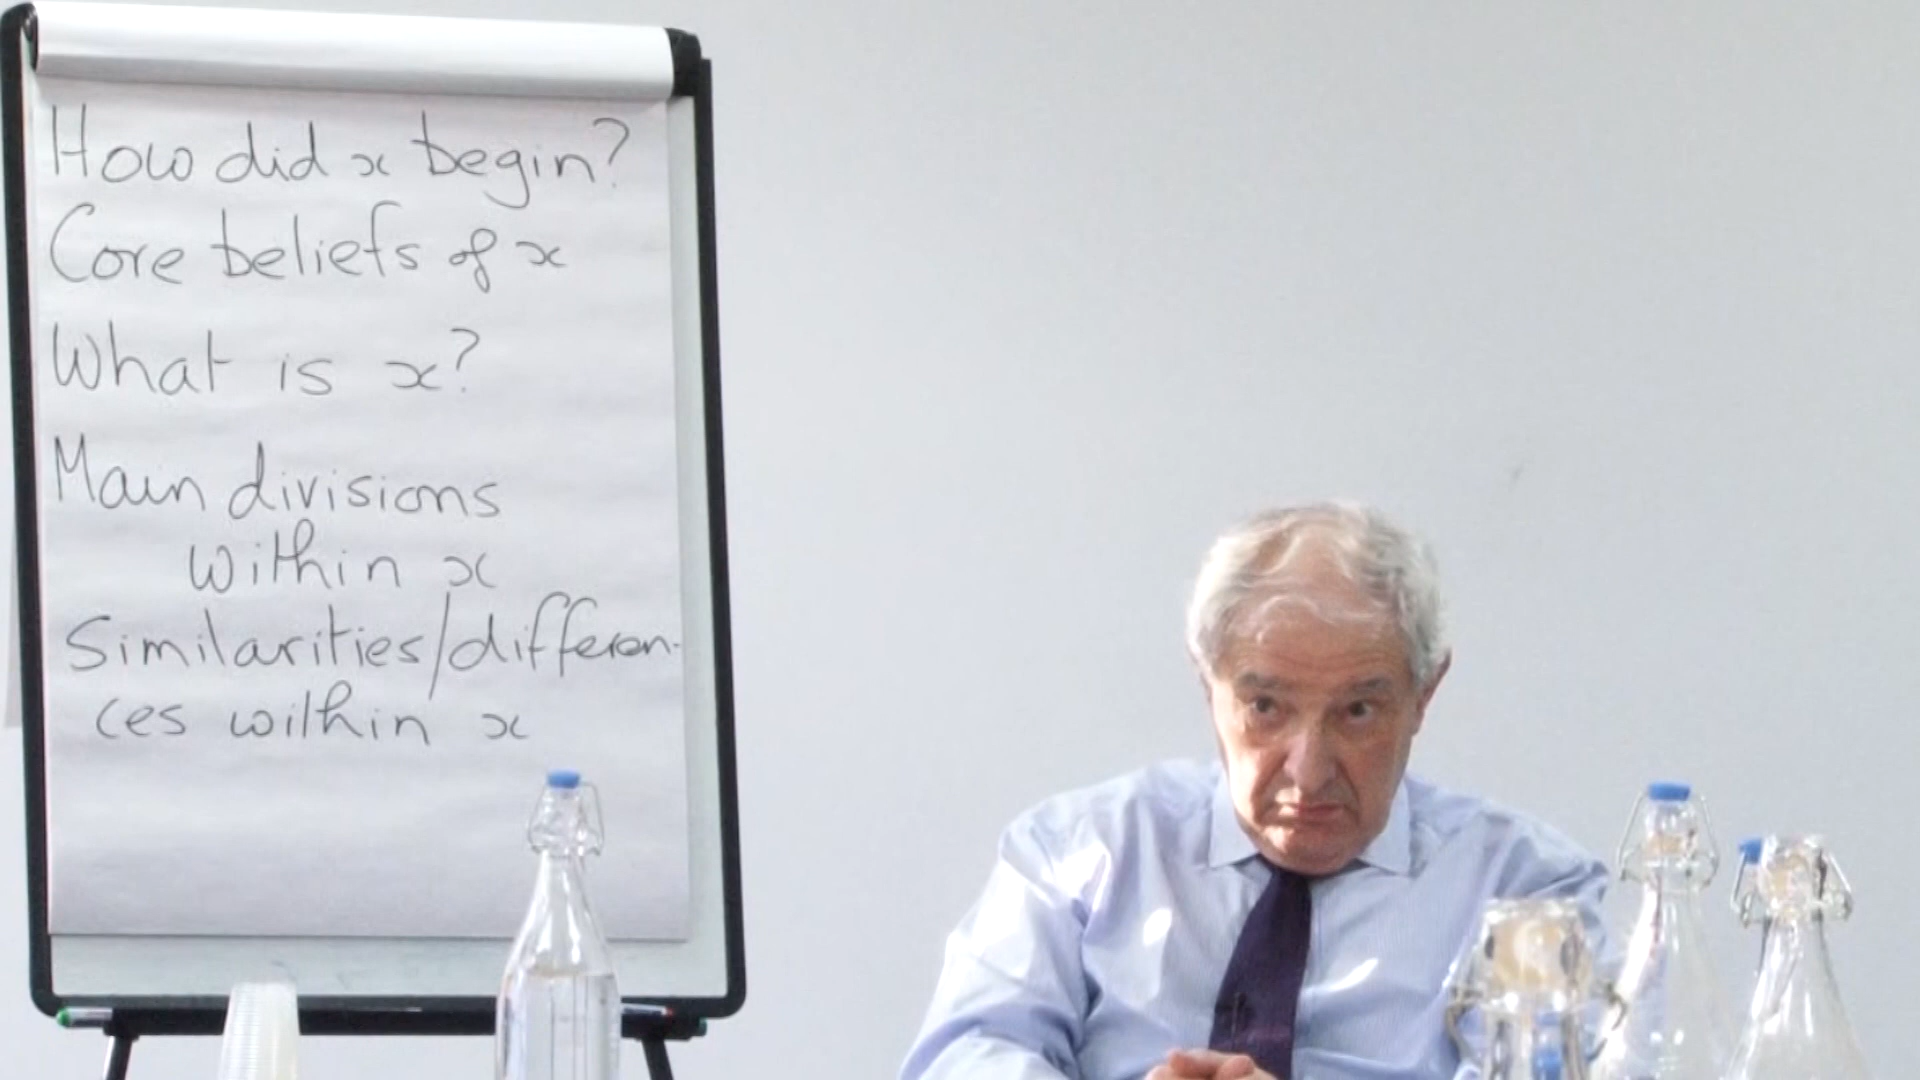 How did x begin?
Core beliefs of x
What is x?
Main divisions
within x
Similarities/differen-
ces within x